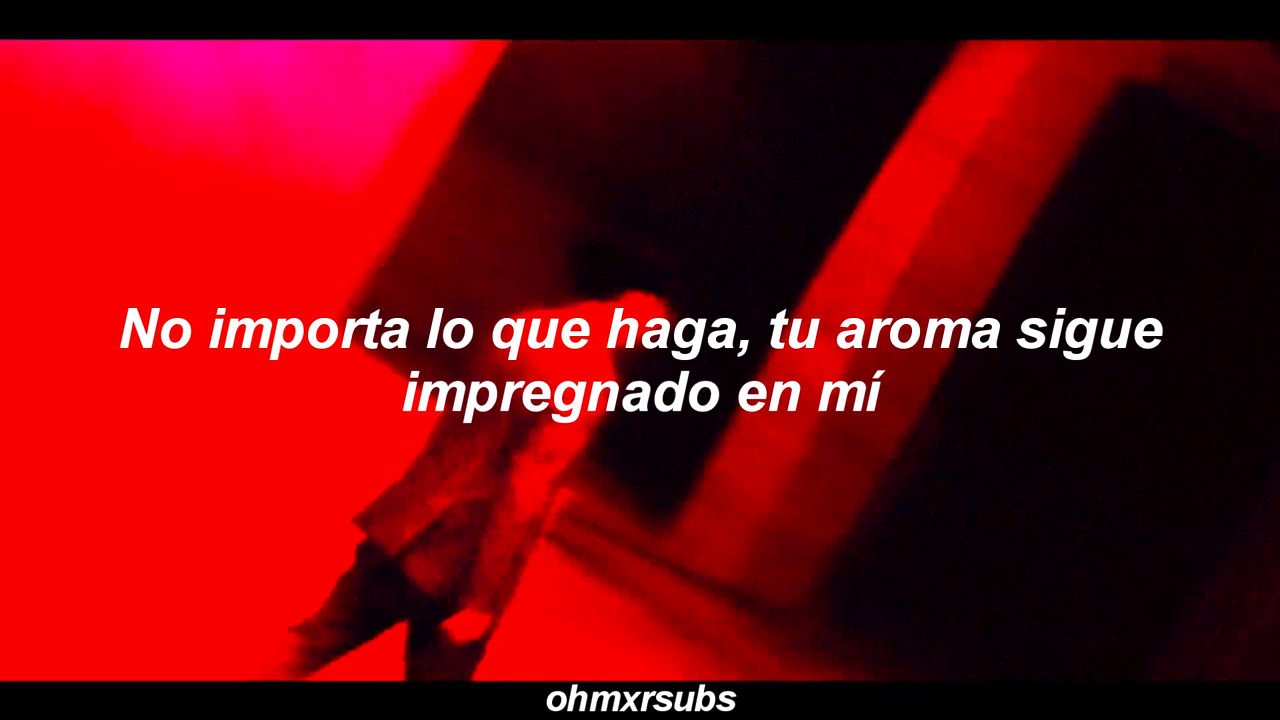 No importa lo que haga, tu aroma sigue
impregnado en mí
ohmxrsubs